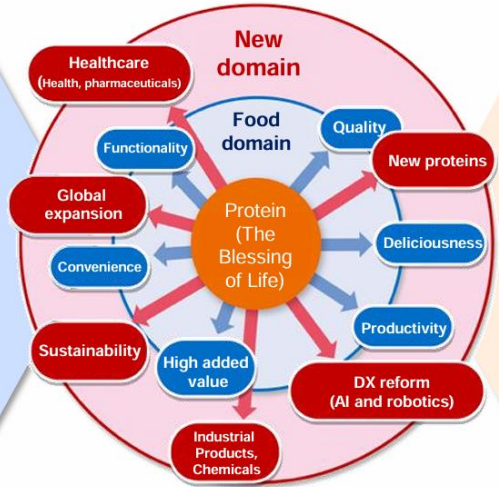 New
domain
Healthcare
(Health, pharmaceuticals)
Food
domain
Quality
Functionality
New proteins
Global
expansion
Protein
(The
Blessing
of Life)
Deliciousness
Convenience
Productivity
Sustainability
High added
value
DX reform
(AI and robotics)
Industrial
Products,
Chemicals